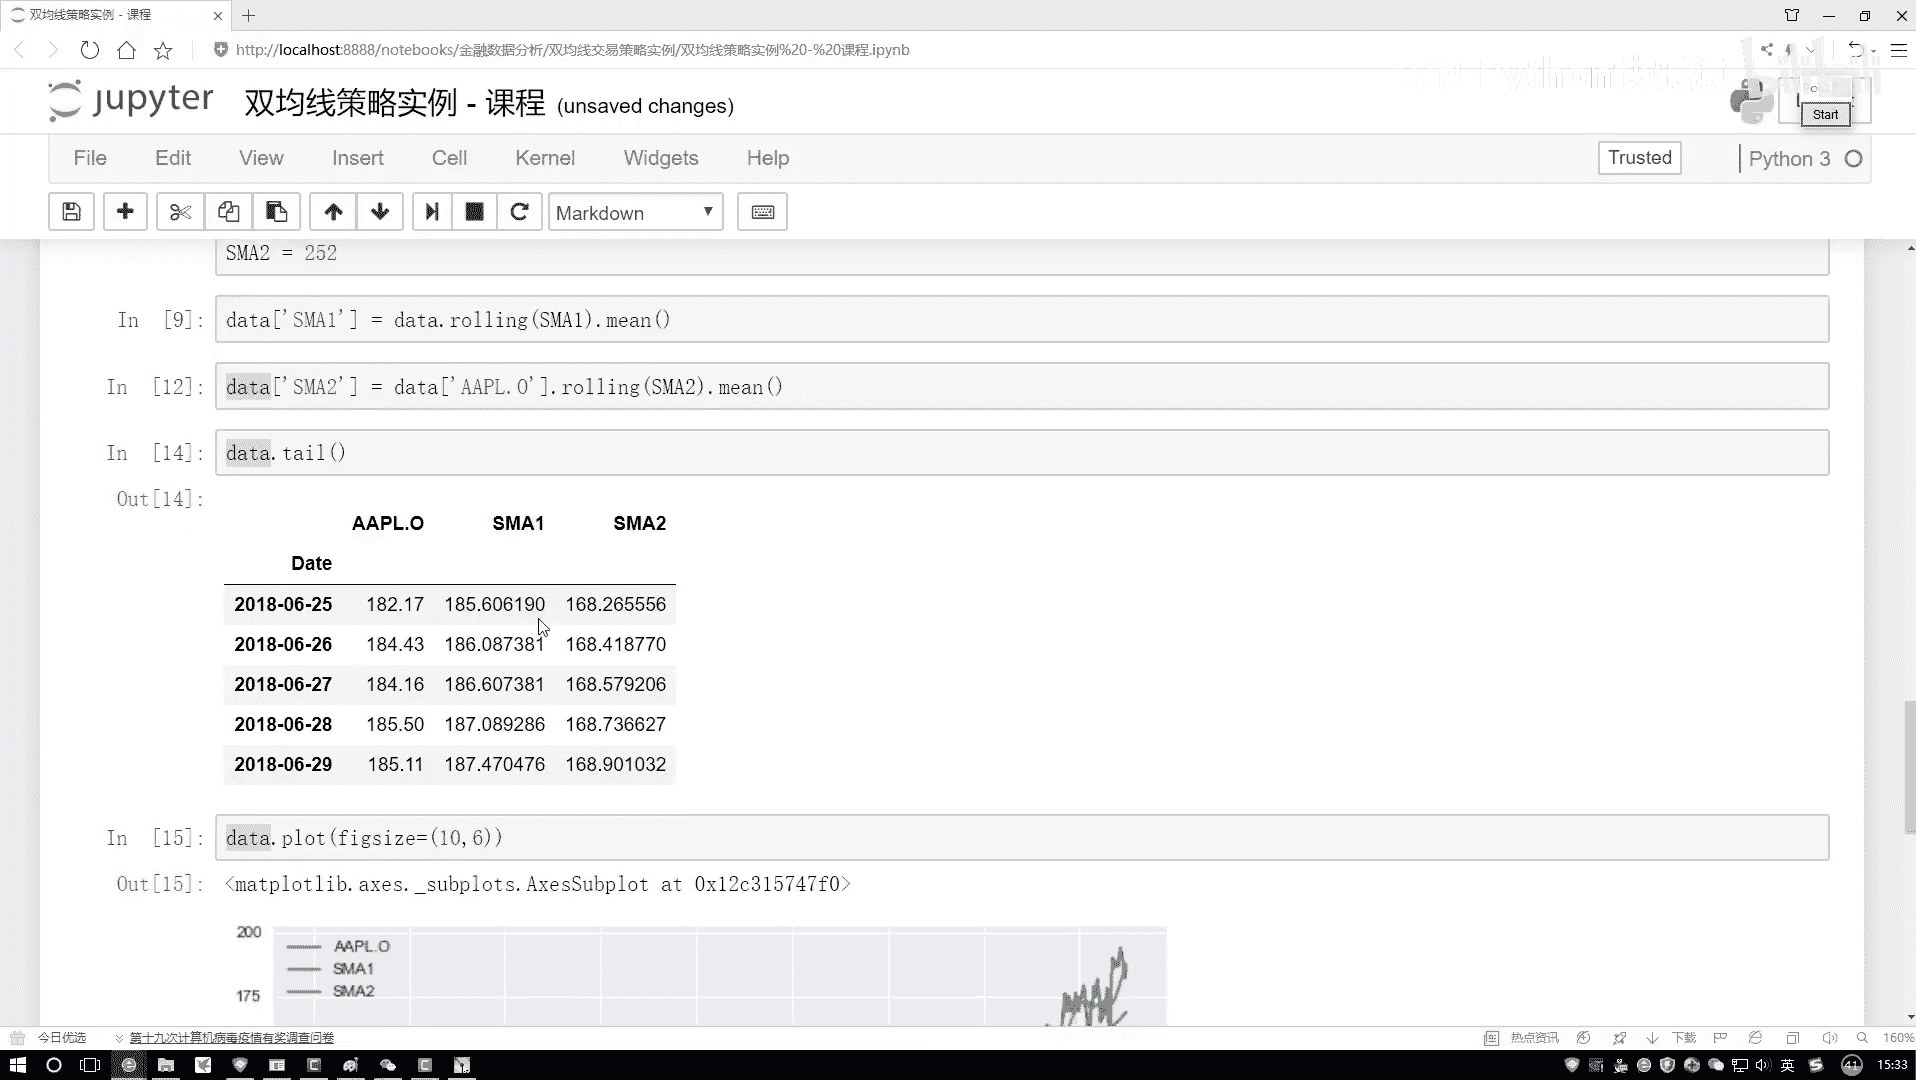 双均线策略实例 - 课程
http://localhost:8888/notebooks/金融数据分析/双均线交易策略实例/双均线策略实例%20-%20课程.ipynb
jupyter 双均线策略实例 - 课程 (unsaved changes)
Start
File Edit View Insert Cell Kernel Widgets Help
Trusted Python 3
Markdown
SMA2 = 252
In [9]: data['SMA1'] = data.rolling(SMA1).mean()
In [12]: data['SMA2'] = data['AAPL.O'].rolling(SMA2).mean()
In [14]: data.tail()
Out[14]:
AAPL.O SMA1 SMA2
Date
2018-06-25 182.17 185.606190 168.265556
2018-06-26 184.43 186.087381 168.418770
2018-06-27 184.16 186.607381 168.579206
2018-06-28 185.50 187.089286 168.736627
2018-06-29 185.11 187.470476 168.901032
In [15]: data.plot(figsize=(10,6))
Out[15]: <matplotlib.axes._subplots.AxesSubplot at 0x12c315747f0>
200
AAPL.O
SMA1
SMA2
175
今日优选 第十九次计算机病毒疫情有奖调查问卷
热点资讯 下载 160%
英 41 15:33